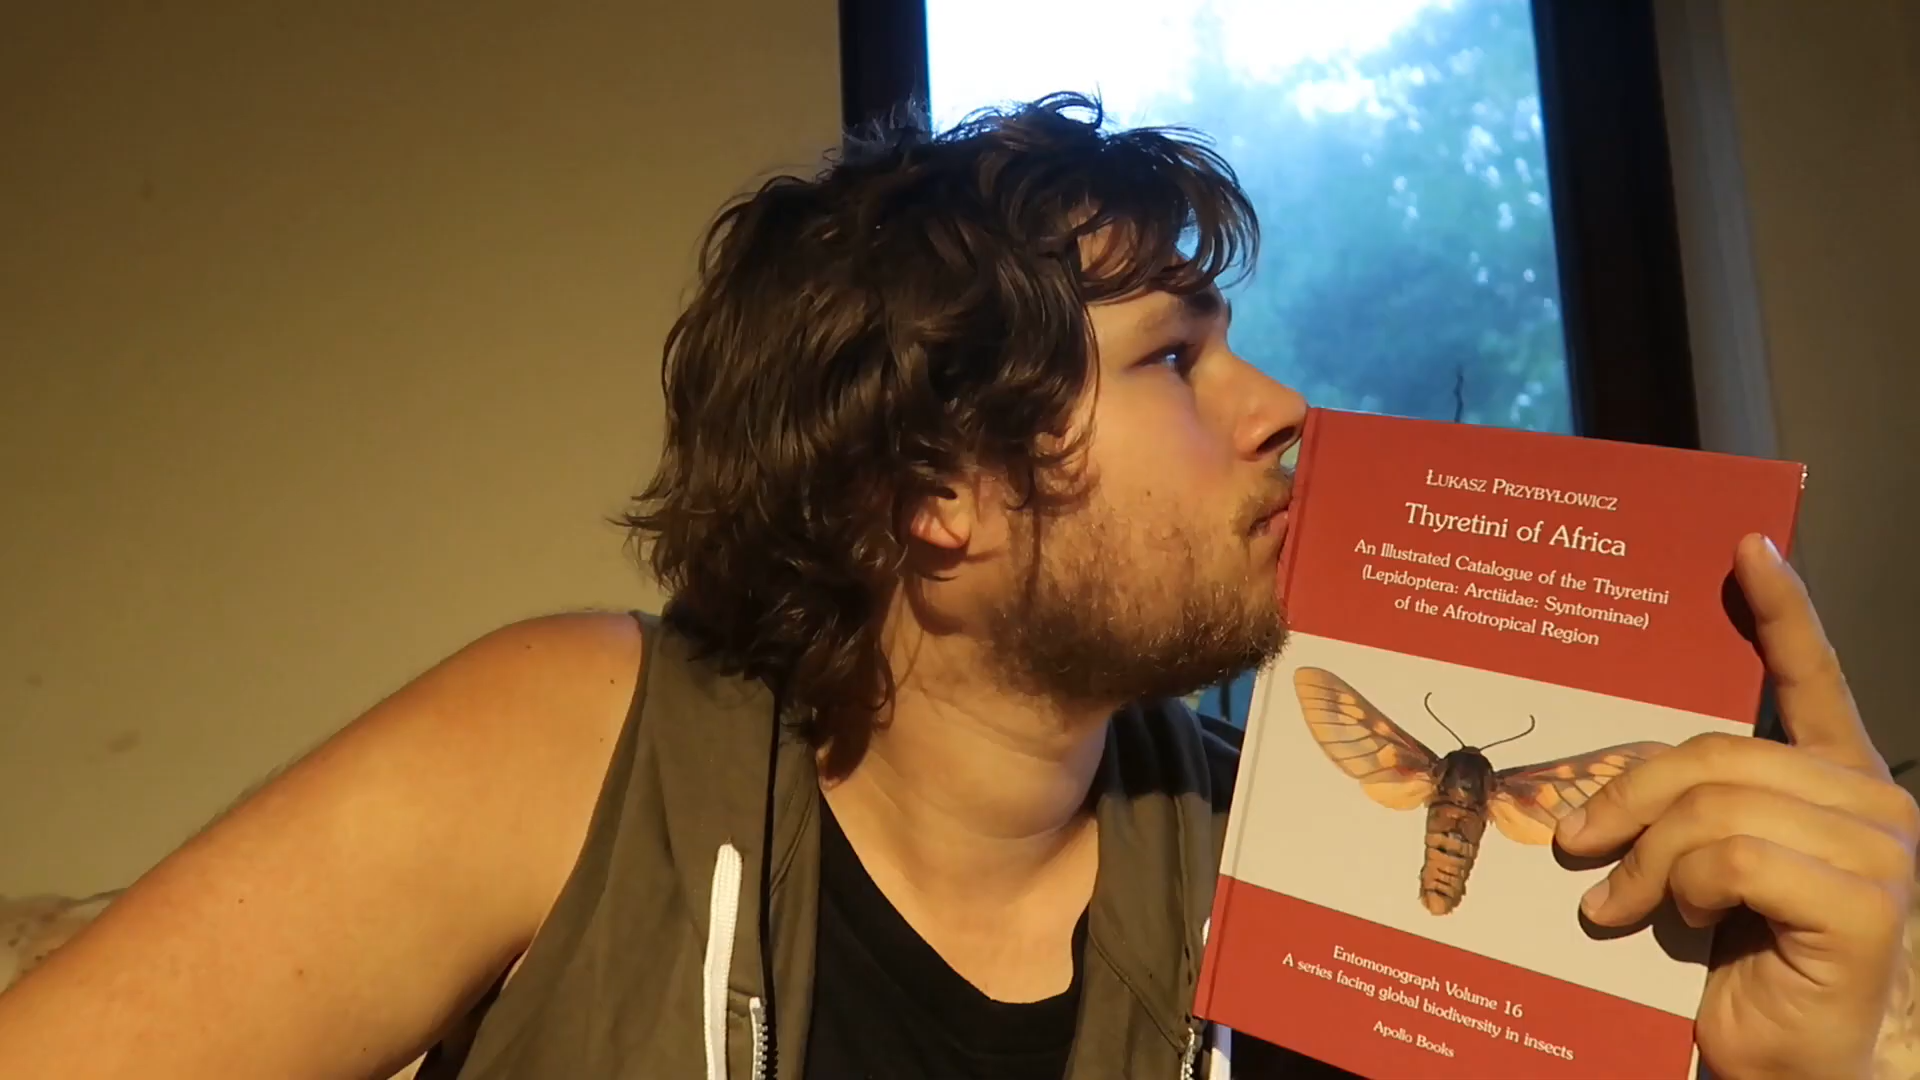 Łukasz Przybyłowicz
Thyretini of Africa
An Illustrated Catalogue of the Thyretini
(Lepidoptera: Arctiidae: Syntominae)
of the Afrotropical Region
Entomonograph Volume 16
A series facing global biodiversity in insects
Apollo Books